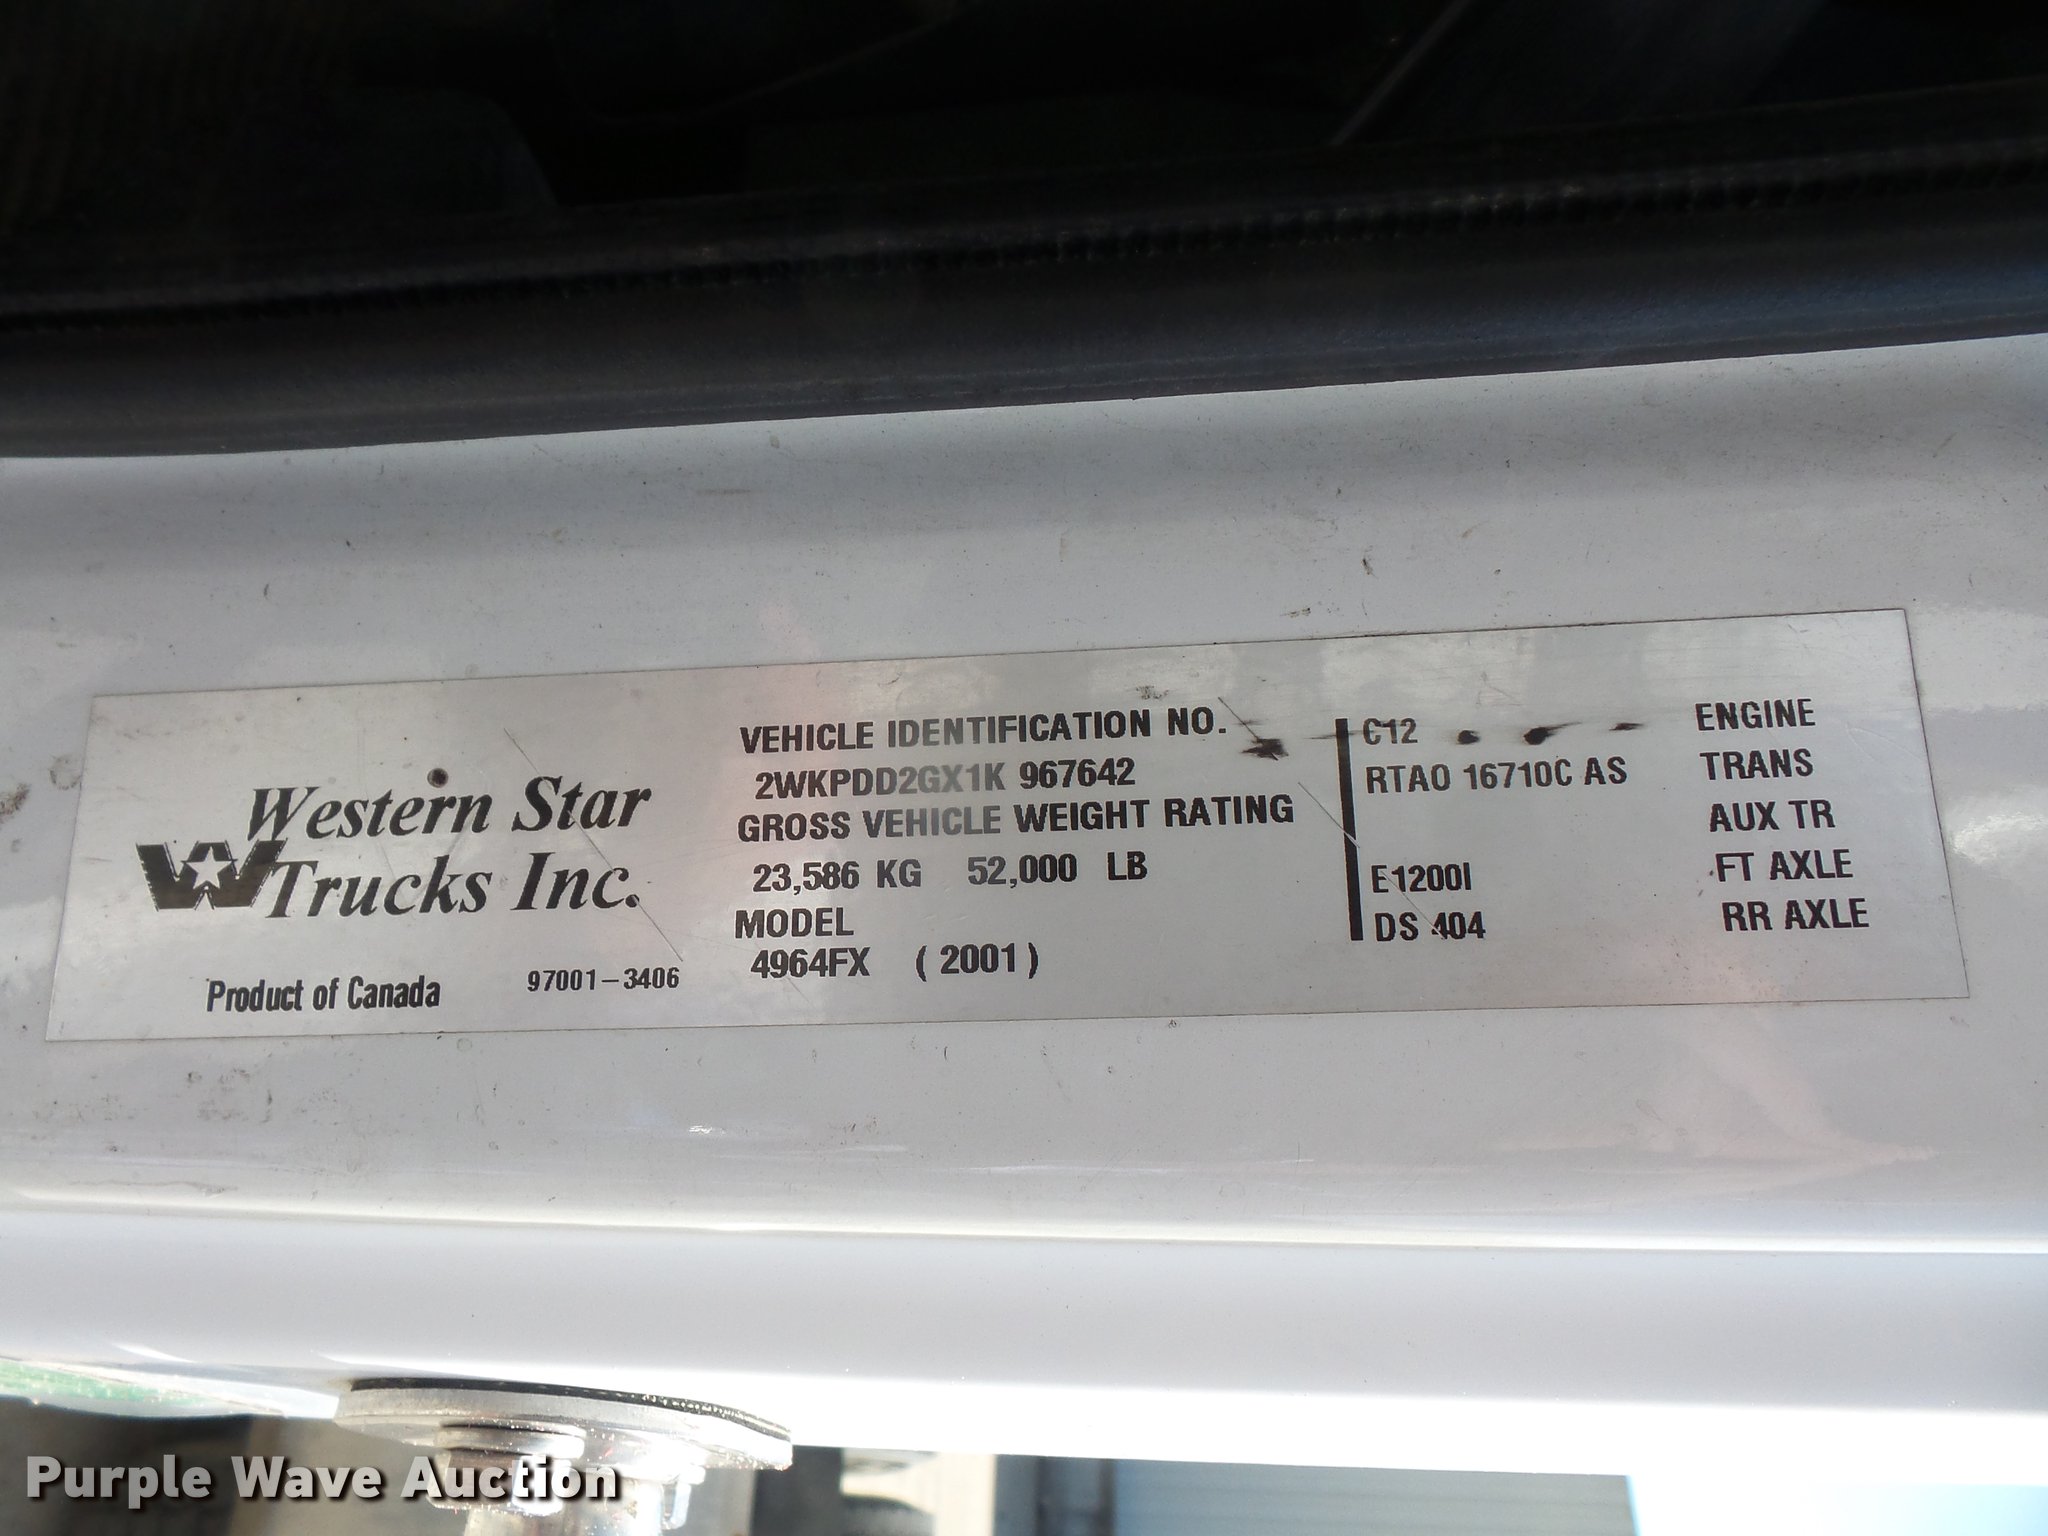 Western Star
Trucks Inc.
Product of Canada 97001-3406
VEHICLE IDENTIFICATION NO.
2WKPDD2GX1K 967642
GROSS VEHICLE WEIGHT RATING
23,586 KG 52,000 LB
MODEL
4964FX (2001)
C12 ENGINE
RTAO 16710C AS TRANS
AUX TR
E1200I FT AXLE
DS 404 RR AXLE
Purple Wave Auction